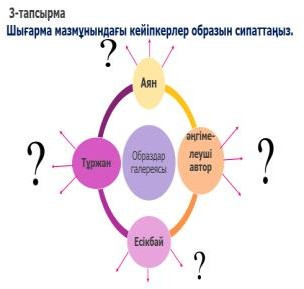 3-тапсырма
Шығарма мазмұнындағы кейіпкерлер образын сипаттаңыз.
?
Аян
?
Тұржан
Образдар
галереясы
әңгіме-
леуші
автор
?
Есікбай
?